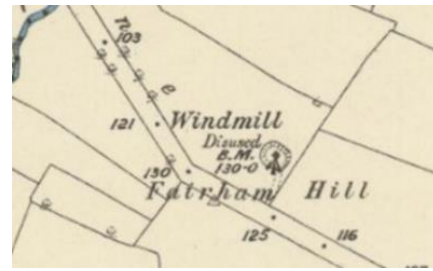 n
103
e
121
Windmill
Disused
B.M.
130 130·0
Fairham Hill
125 116